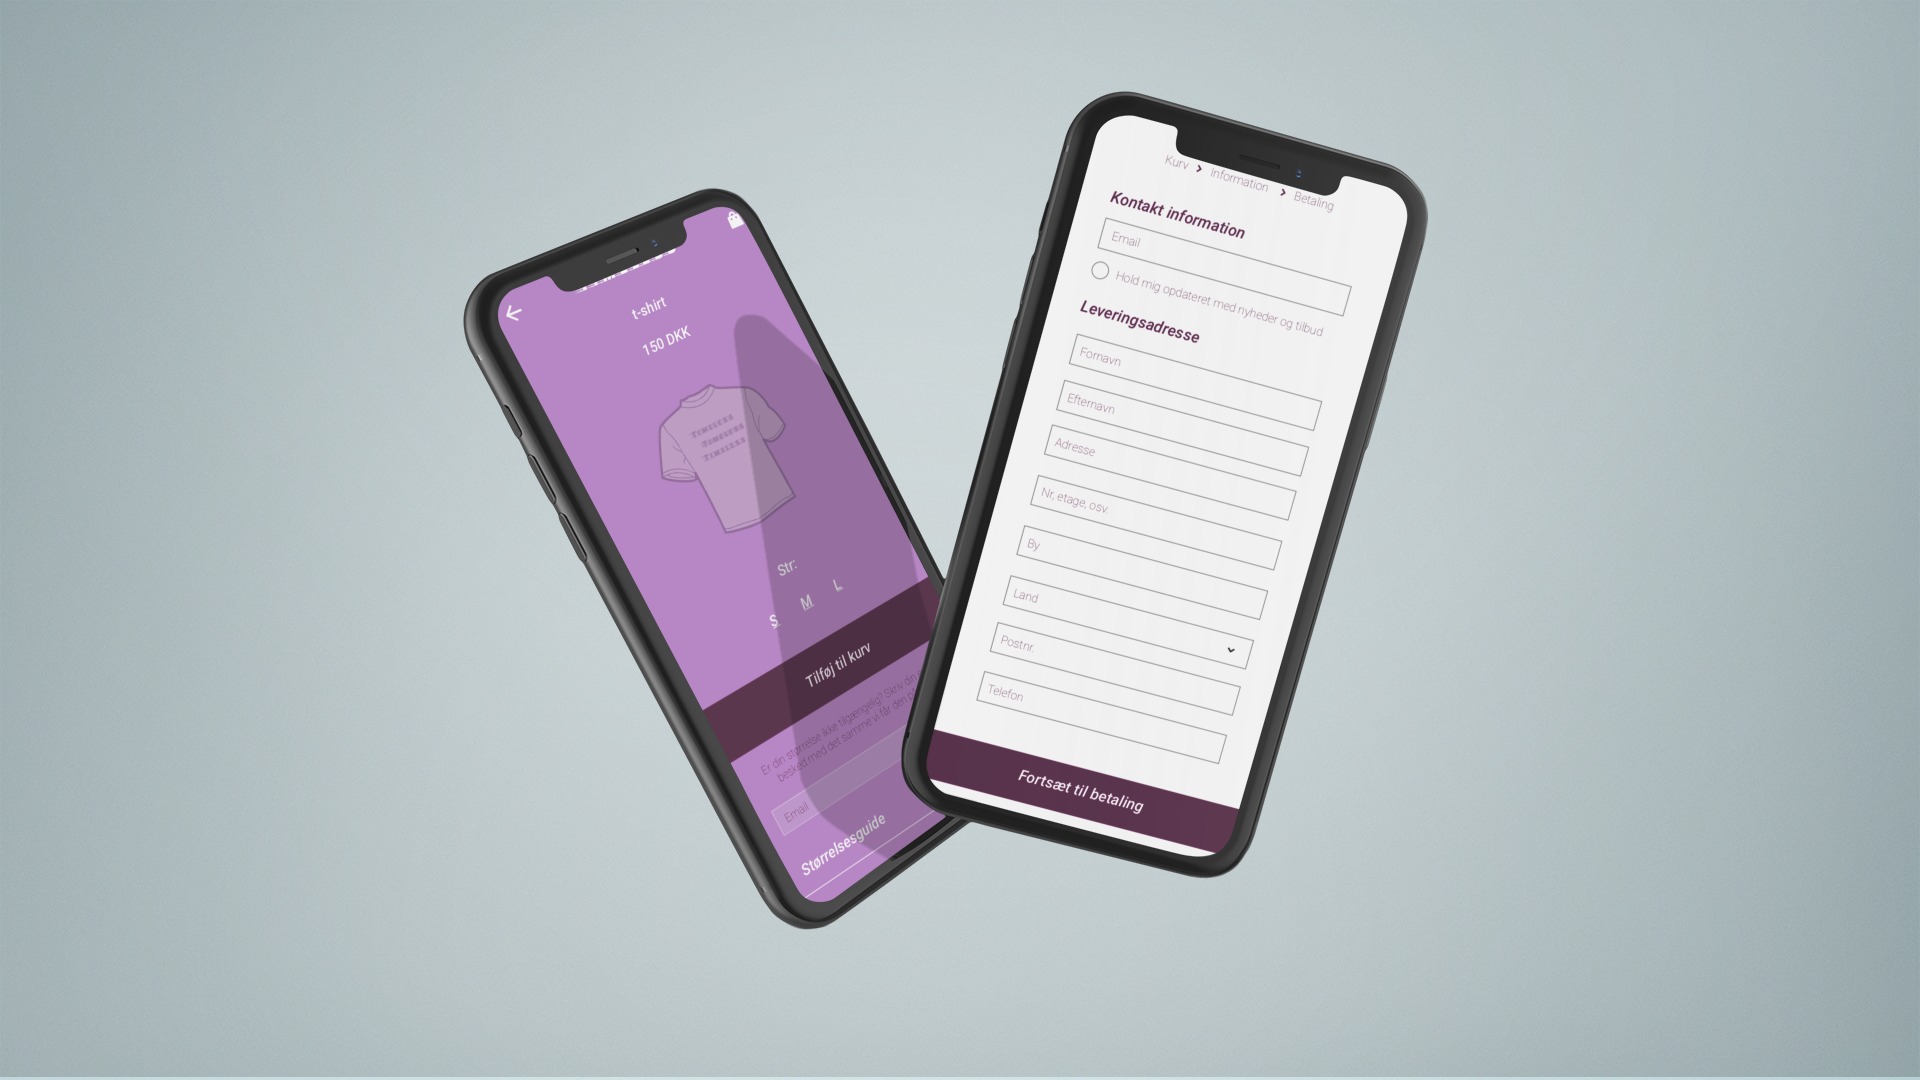 t-shirt
150 DKK
TIMELESS
TIMELESS
TIMELESS
Str:
S M L
Tilføj til kurv
Er din størrelse ikke tilgængelig? Skriv din
besked med det samme vi får den på
Email
Størrelsesguide
Kurv > Information > Betaling
Kontakt information
Email
Hold mig opdateret med nyheder og tilbud
Leveringsadresse
Fornavn
Efternavn
Adresse
Nr, etage, osv.
By
Land
Postnr.
Telefon
Fortsæt til betaling